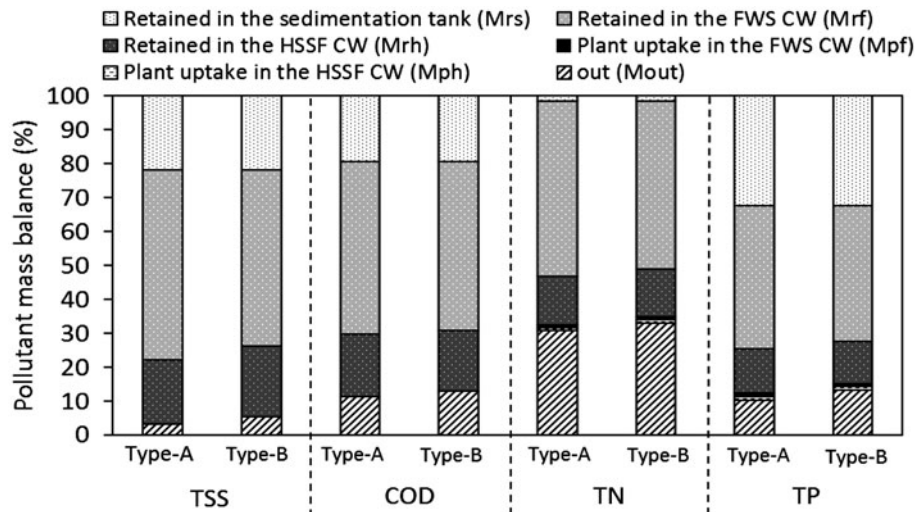 Retained in the sedimentation tank (Mrs) Retained in the FWS CW (Mrf)
Retained in the HSSF CW (Mrh) Plant uptake in the FWS CW (Mpf)
Plant uptake in the HSSF CW (Mph) out (Mout)
Pollutant mass balance (%)
100
90
80
70
60
50
40
30
20
10
0
Type-A Type-B Type-A Type-B Type-A Type-B Type-A Type-B
TSS COD TN TP